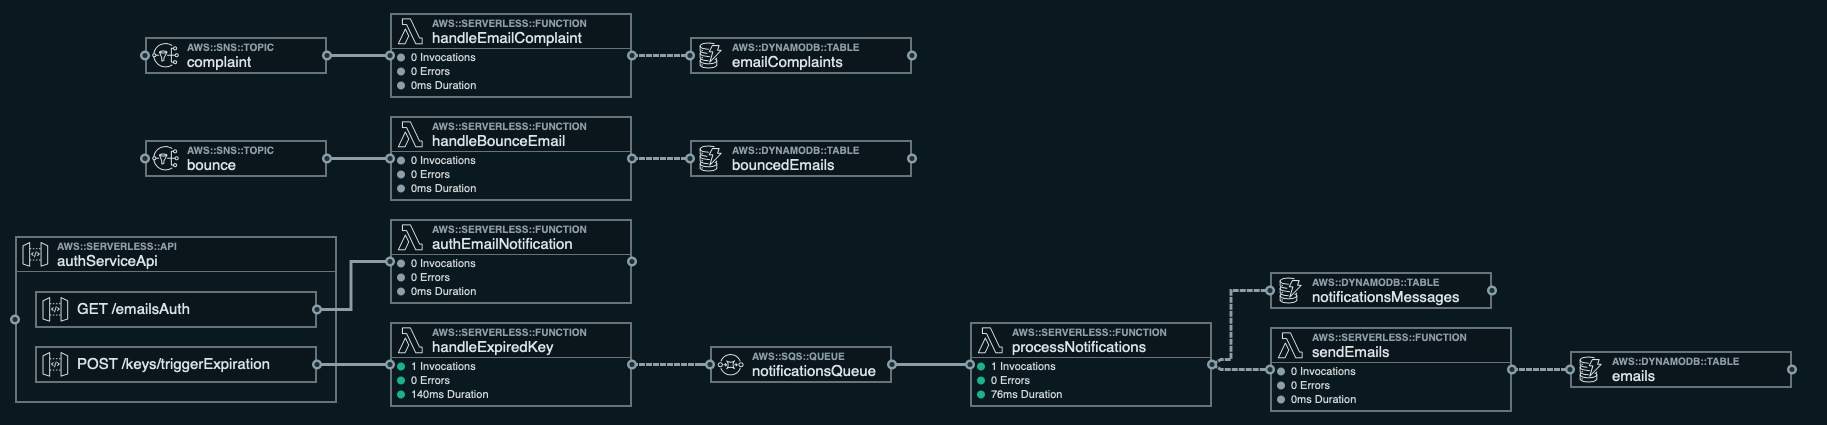 AWS::SNS::TOPIC
complaint
AWS::SERVERLESS::FUNCTION
handleEmailComplaint
0 Invocations
0 Errors
0ms Duration
AWS::DYNAMODB::TABLE
emailComplaints
AWS::SNS::TOPIC
bounce
AWS::SERVERLESS::FUNCTION
handleBounceEmail
0 Invocations
0 Errors
0ms Duration
AWS::DYNAMODB::TABLE
bouncedEmails
AWS::SERVERLESS::API
authServiceApi
GET /emailsAuth
POST /keys/triggerExpiration
AWS::SERVERLESS::FUNCTION
authEmailNotification
0 Invocations
0 Errors
0ms Duration
AWS::SERVERLESS::FUNCTION
handleExpiredKey
1 Invocations
0 Errors
140ms Duration
AWS::SQS::QUEUE
notificationsQueue
AWS::SERVERLESS::FUNCTION
processNotifications
1 Invocations
0 Errors
76ms Duration
AWS::DYNAMODB::TABLE
notificationsMessages
AWS::SERVERLESS::FUNCTION
sendEmails
0 Invocations
0 Errors
0ms Duration
AWS::DYNAMODB::TABLE
emails